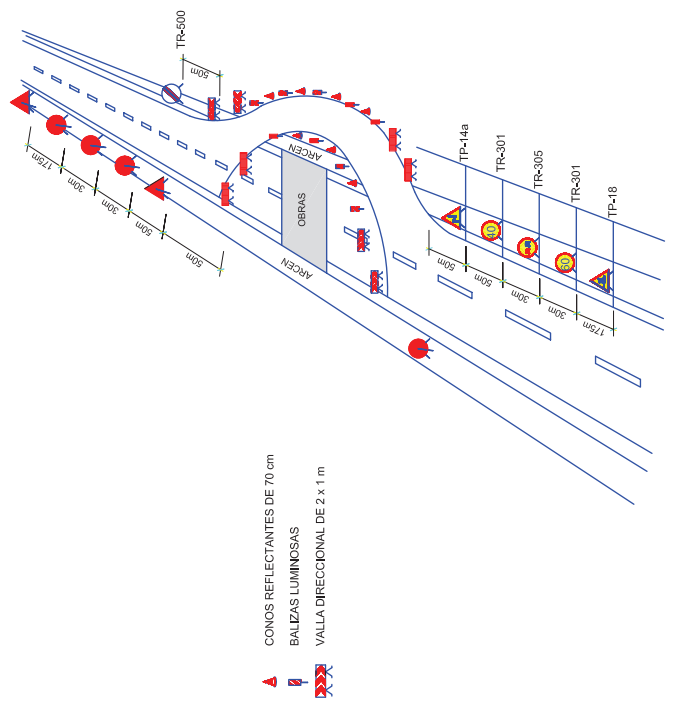 TR-500
50m
175m
30m
30m
50m
50m
ARCEN
OBRAS
ARCEN
TP-14a
TR-301
TR-305
TR-301
TP-18
40
60
50m
50m
30m
30m
175m
CONOS REFLECTANTES DE 70 cm
BALIZAS LUMINOSAS
VALLA DIRECCIONAL DE 2 x 1 m